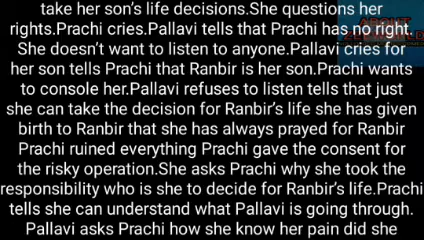 take her son's life decisions.She questions her
rights.Prachi cries.Pallavi tells that Prachi has no right.
She doesn't want to listen to anyone.Pallavi cries for
her son tells Prachi that Ranbir is her son.Prachi wants
to console her.Pallavi refuses to listen tells that just
she can take the decision for Ranbir's life she has given
birth to Ranbir that she has always prayed for Ranbir
Prachi ruined everything Prachi gave the consent for
the risky operation.She asks Prachi why she took the
responsibility who is she to decide for Ranbir's life.Prachi
tells she can understand what Pallavi is going through.
Pallavi asks Prachi how she know her pain did she